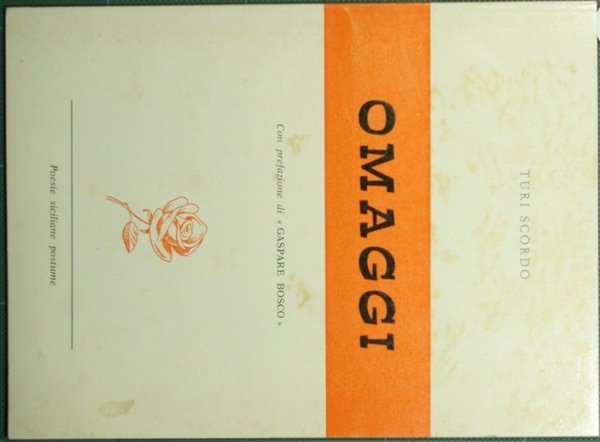 TURI SCORDO
OMAGGI
Con prefazione di « GASPARE BOSCO »
Poesie siciliane postume